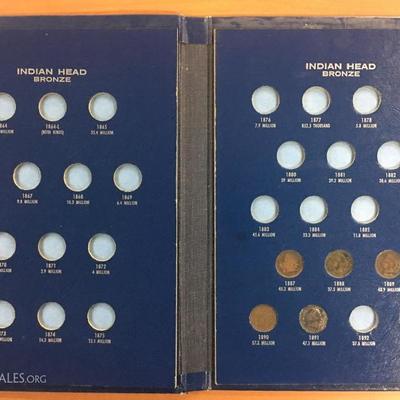 INDIAN HEAD
BRONZE
1864-L
(BOTH KINDS)
1865
35.4 MILLION
1867
9.8 MILLION
1868
10.3 MILLION
1869
6.4 MILLION
1871
3.9 MILLION
1872
4 MILLION
1874
14.2 MILLION
1875
13.5 MILLION
INDIAN HEAD
BRONZE
1876
7.9 MILLION
1877
852.5 THOUSAND
1878
5.8 MILLION
1880
39 MILLION
1881
39.2 MILLION
1882
38.6 MILLION
1883
45.6 MILLION
1884
23.3 MILLION
1885
11.8 MILLION
1887
45.2 MILLION
1888
37.5 MILLION
1889
48.9 MILLION
1890
57.2 MILLION
1891
47.1 MILLION
1892
37.6 MILLION
ALES.ORG